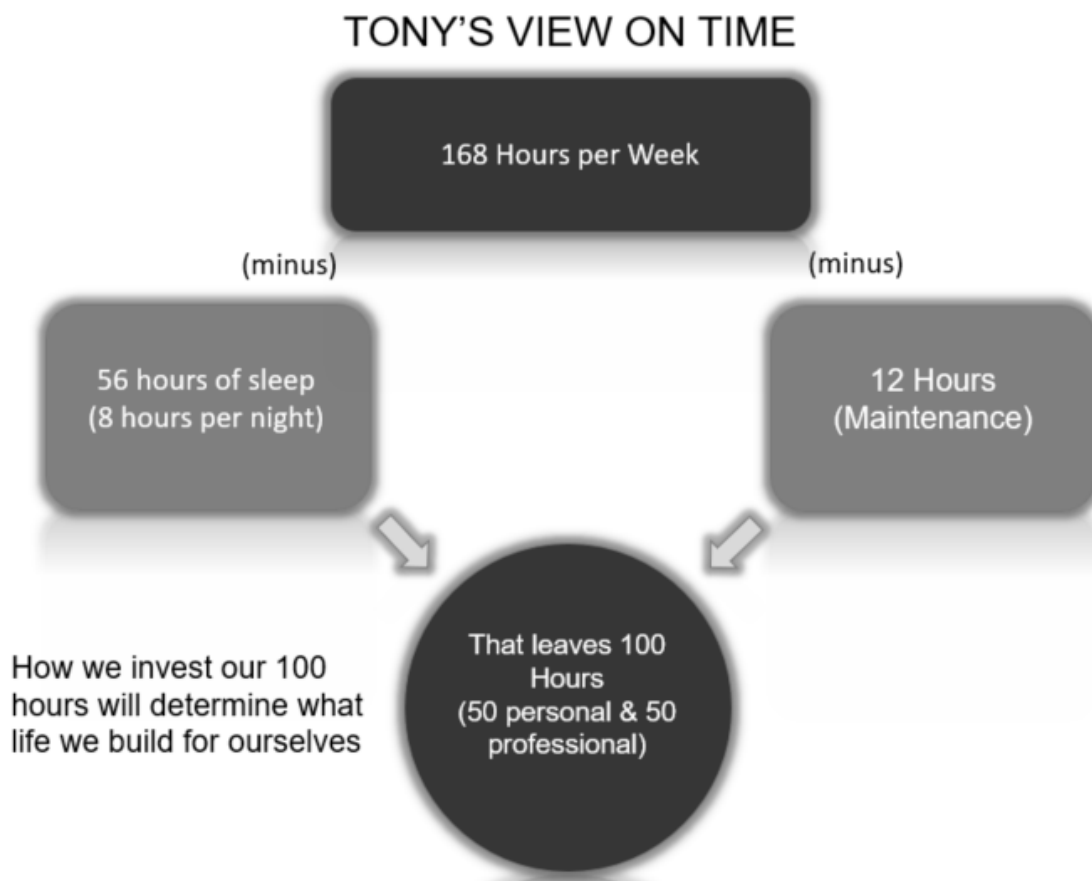 TONY'S VIEW ON TIME
168 Hours per Week
(minus)
(minus)
56 hours of sleep
(8 hours per night)
12 Hours
(Maintenance)
That leaves 100
Hours
(50 personal & 50
professional)
How we invest our 100
hours will determine what
life we build for ourselves